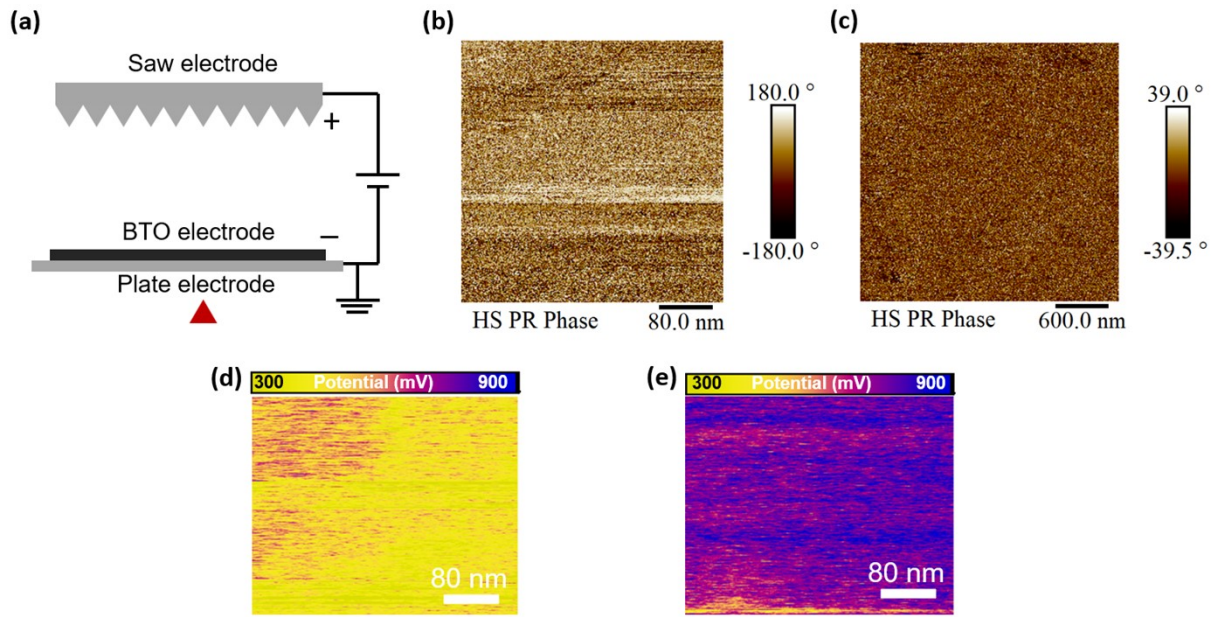 (a)
Saw electrode
+
BTO electrode
–
Plate electrode
(b)
180.0 °
-180.0 °
HS PR Phase
80.0 nm
(c)
39.0 °
-39.5 °
HS PR Phase
600.0 nm
(d)
300 Potential (mV) 900
80 nm
(e)
300 Potential (mV) 900
80 nm